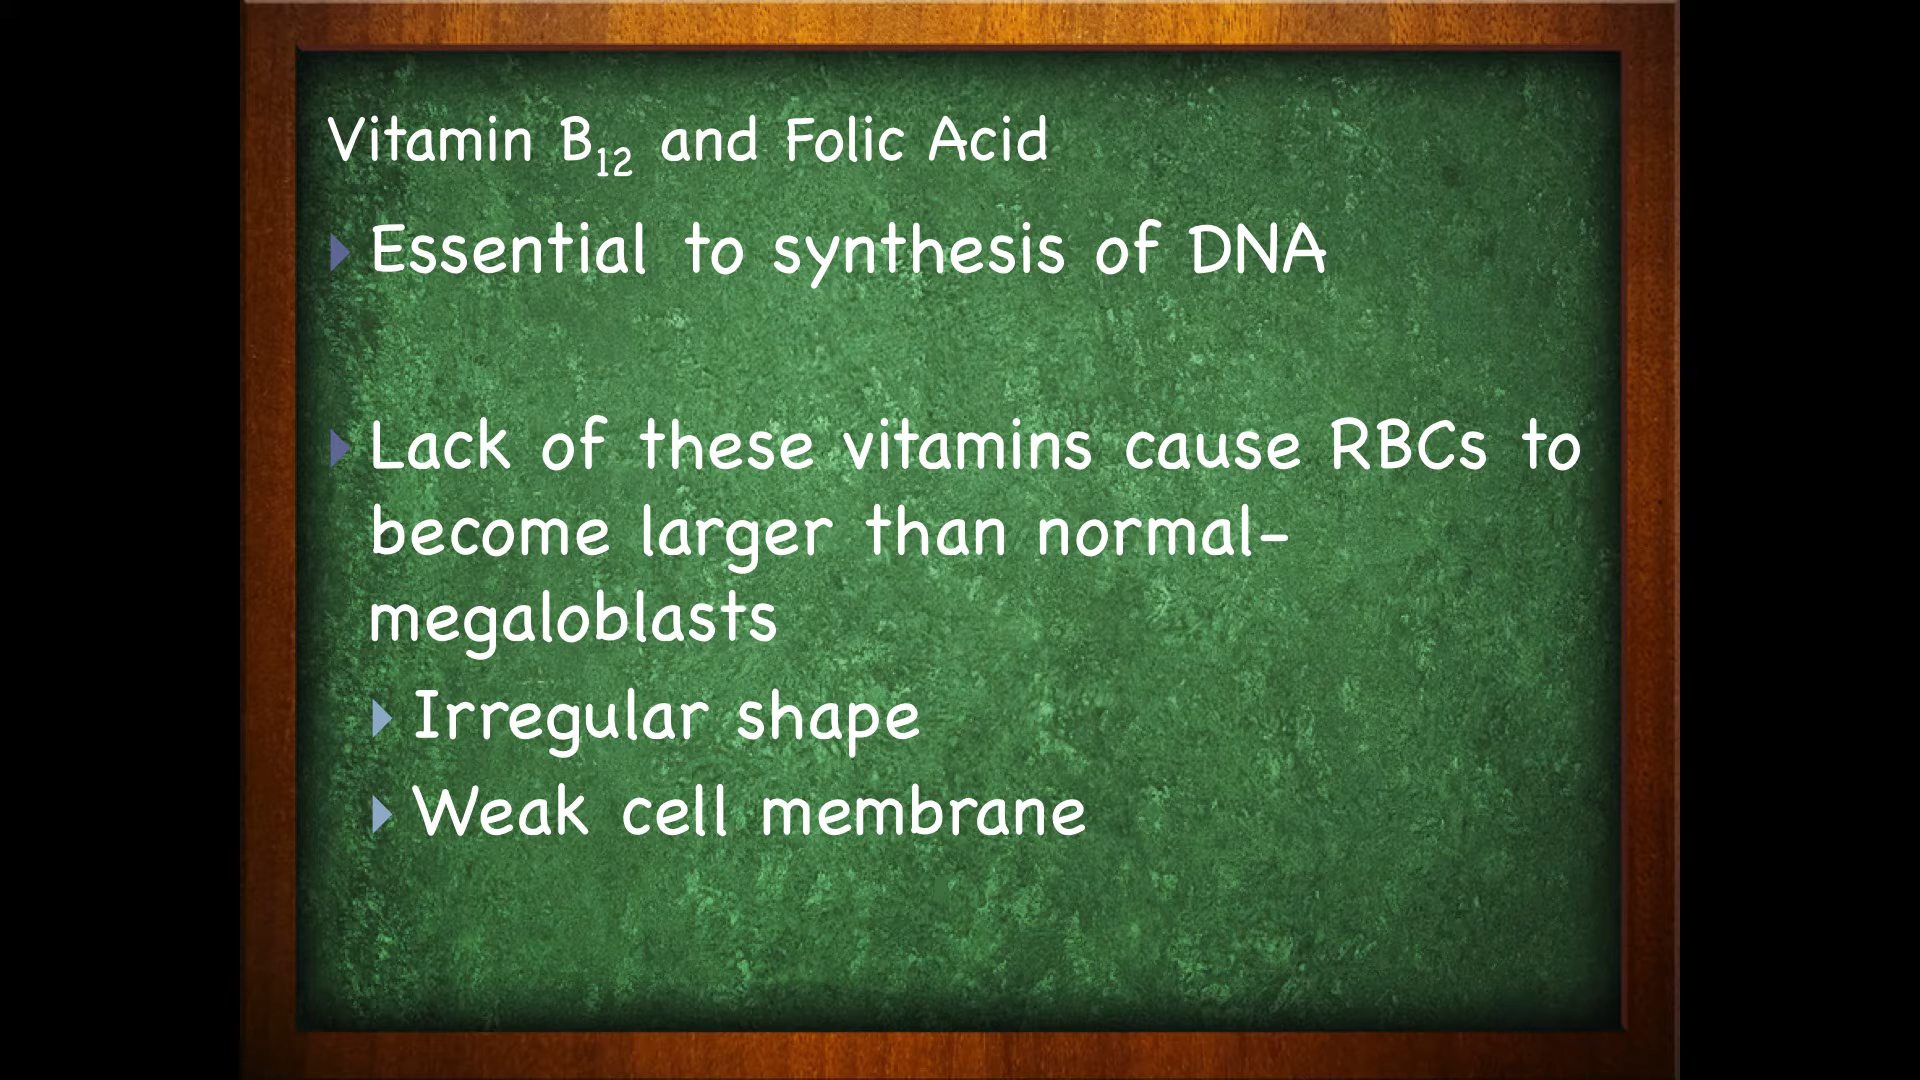 Vitamin B12 and Folic Acid
Essential to synthesis of DNA
Lack of these vitamins cause RBCs to
become larger than normal-
megaloblasts
Irregular shape
Weak cell membrane